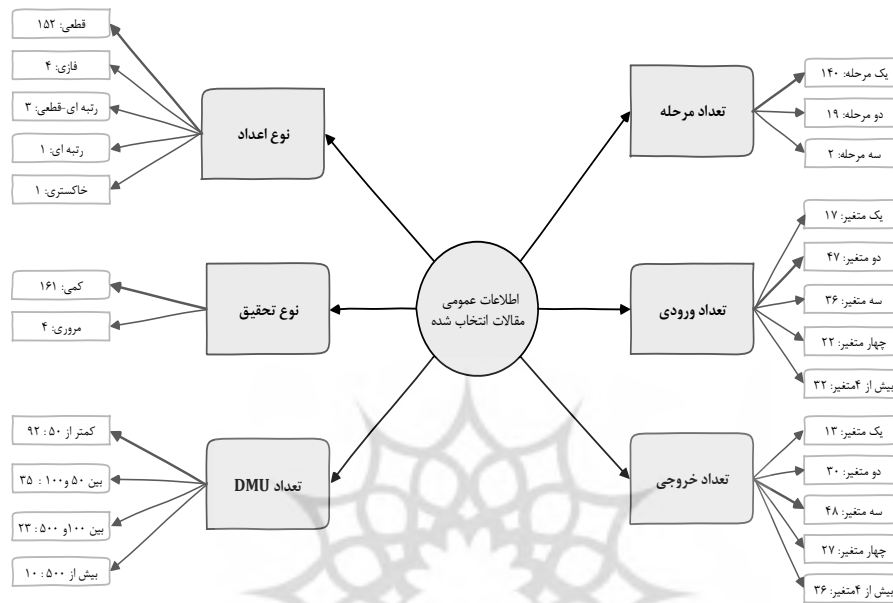 اطلاعات عمومی
مقالات انتخاب شده
تعداد مرحله
یک مرحله: ۱۴۰
دو مرحله: ۱۹
سه مرحله: ۲
تعداد ورودی
یک متغیر: ۱۷
دو متغیر: ۴۷
سه متغیر: ۳۶
چهار متغیر: ۲۲
بیش از ۴متغیر: ۳۲
تعداد خروجی
یک متغیر: ۱۳
دو متغیر: ۳۰
سه متغیر: ۴۸
چهار متغیر: ۲۷
بیش از ۴متغیر: ۳۶
نوع اعداد
قطعی: ۱۵۲
فازی: ۴
رتبه ای-قطعی: ۳
رتبه ای: ۱
خاکستری: ۱
نوع تحقیق
کمی: ۱۶۱
مروری: ۴
تعداد DMU
کمتر از ۵۰: ۹۲
بین ۵۰ و۱۰۰: ۳۵
بین ۱۰۰و ۵۰۰: ۲۳
بیش از ۵۰۰: ۱۰